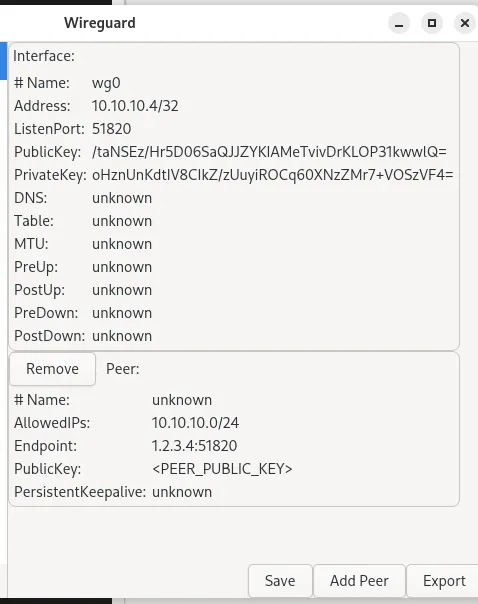 Wireguard
Interface:
# Name: wg0
Address: 10.10.10.4/32
ListenPort: 51820
PublicKey: /taNSEz/Hr5D06SaQJJZYKIAMeTvivDrKLOP31kwwlQ=
PrivateKey: oHznUnKdtIV8CIkZ/zUuyiROCq60XNzZMr7+VOSzVF4=
DNS: unknown
Table: unknown
MTU: unknown
PreUp: unknown
PostUp: unknown
PreDown: unknown
PostDown: unknown
Remove Peer:
# Name: unknown
AllowedIPs: 10.10.10.0/24
Endpoint: 1.2.3.4:51820
PublicKey: <PEER_PUBLIC_KEY>
PersistentKeepalive: unknown
Save Add Peer Export